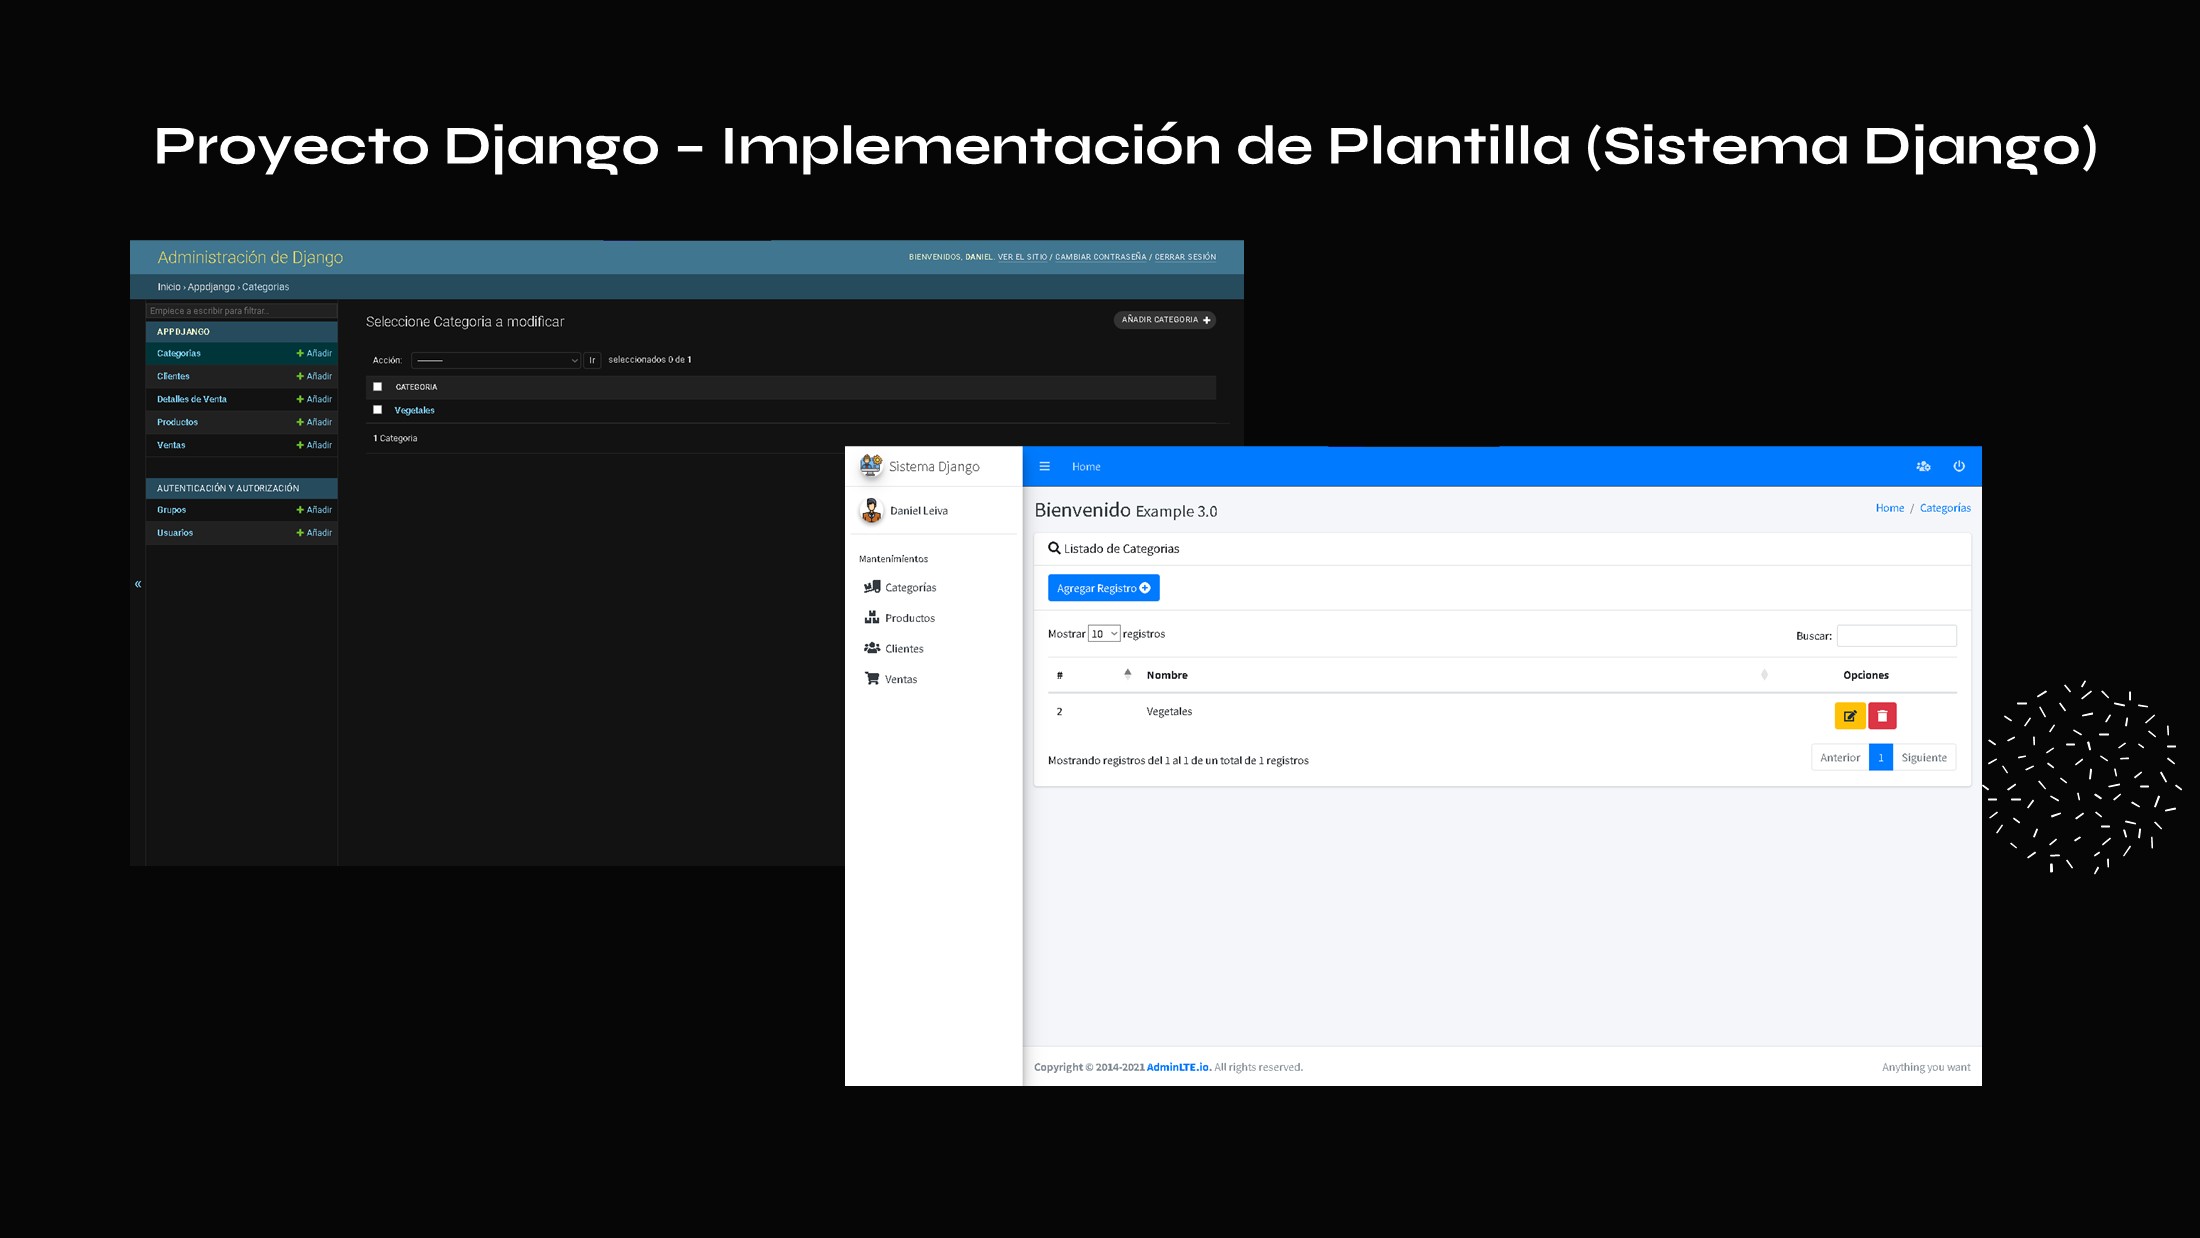 Proyecto Django – Implementación de Plantilla (Sistema Django)
Administración de Django
BIENVENIDOS, DANIEL. VER EL SITIO / CAMBIAR CONTRASEÑA / CERRAR SESIÓN
Inicio › Appdjango › Categorias
Empiece a escribir para filtrar...
APPDJANGO
Categorias + Añadir
Clientes + Añadir
Detalles de Venta + Añadir
Productos + Añadir
Ventas + Añadir
AUTENTICACIÓN Y AUTORIZACIÓN
Grupos + Añadir
Usuarios + Añadir
«
Seleccione Categoria a modificar
AÑADIR CATEGORIA +
Acción: --------- Ir seleccionados 0 de 1
CATEGORIA
Vegetales
1 Categoria
Sistema Django
Daniel Leiva
Mantenimientos
Categorías
Productos
Clientes
Ventas
Home
Bienvenido Example 3.0
Home / Categorías
Listado de Categorias
Agregar Registro
Mostrar 10 registros
Buscar:
# Nombre Opciones
2 Vegetales
Mostrando registros del 1 al 1 de un total de 1 registros
Anterior 1 Siguiente
Copyright © 2014-2021 AdminLTE.io. All rights reserved.
Anything you want